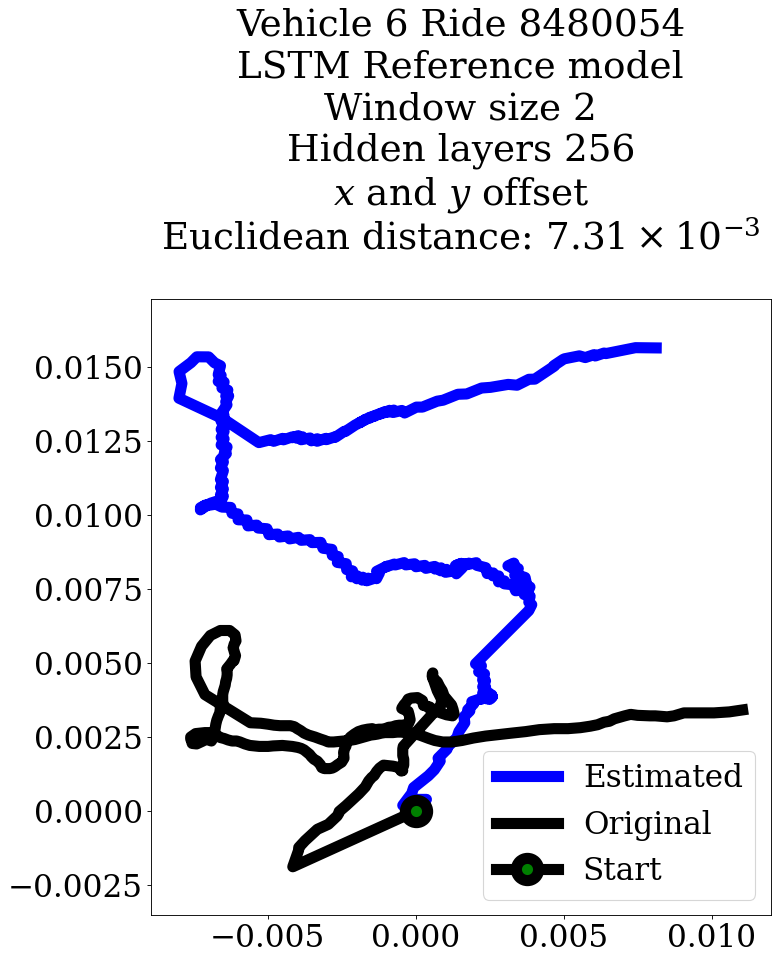 Vehicle 6 Ride 8480054
LSTM Reference model
Window size 2
Hidden layers 256
x and y offset
Euclidean distance: 7.31 × 10⁻³
0.0150
0.0125
0.0100
0.0075
0.0050
0.0025
0.0000
−0.0025
Estimated
Original
Start
−0.005 0.000 0.005 0.010